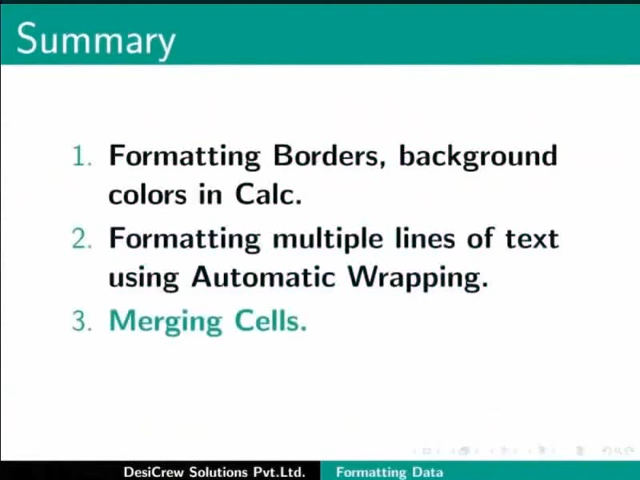 Summary
1. Formatting Borders, background
colors in Calc.
2. Formatting multiple lines of text
using Automatic Wrapping.
3. Merging Cells.
DesiCrew Solutions Pvt.Ltd. Formatting Data